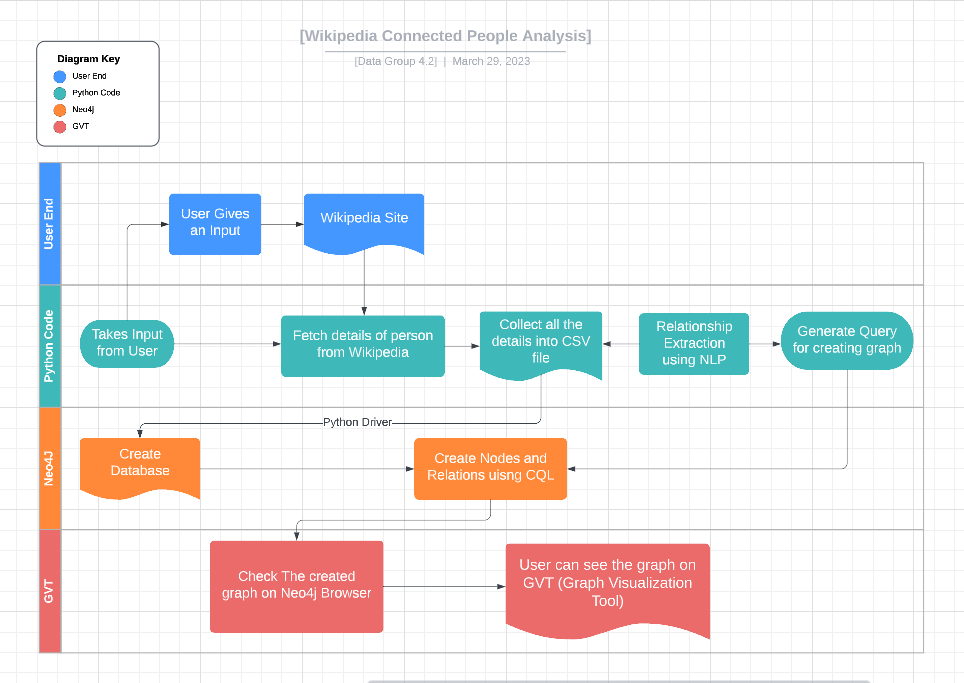 [Wikipedia Connected People Analysis]
[Data Group 4.2] | March 29, 2023
Diagram Key
User End
Python Code
Neo4j
GVT
User End
User Gives
an Input
Wikipedia Site
Python Code
Takes Input
from User
Fetch details of person
from Wikipedia
Collect all the
details into CSV
file
Relationship
Extraction
using NLP
Generate Query
for creating graph
Python Driver
Neo4J
Create
Database
Create Nodes and
Relations uisng CQL
GVT
Check The created
graph on Neo4j Browser
User can see the graph on
GVT (Graph Visualization
Tool)